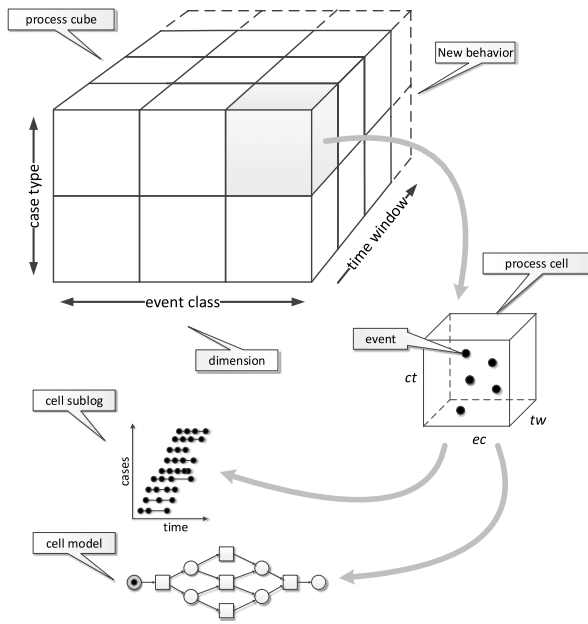 process cube
New behavior
case type
time window
event class
dimension
process cell
event
ct
tw
ec
cell sublog
cases
time
cell model